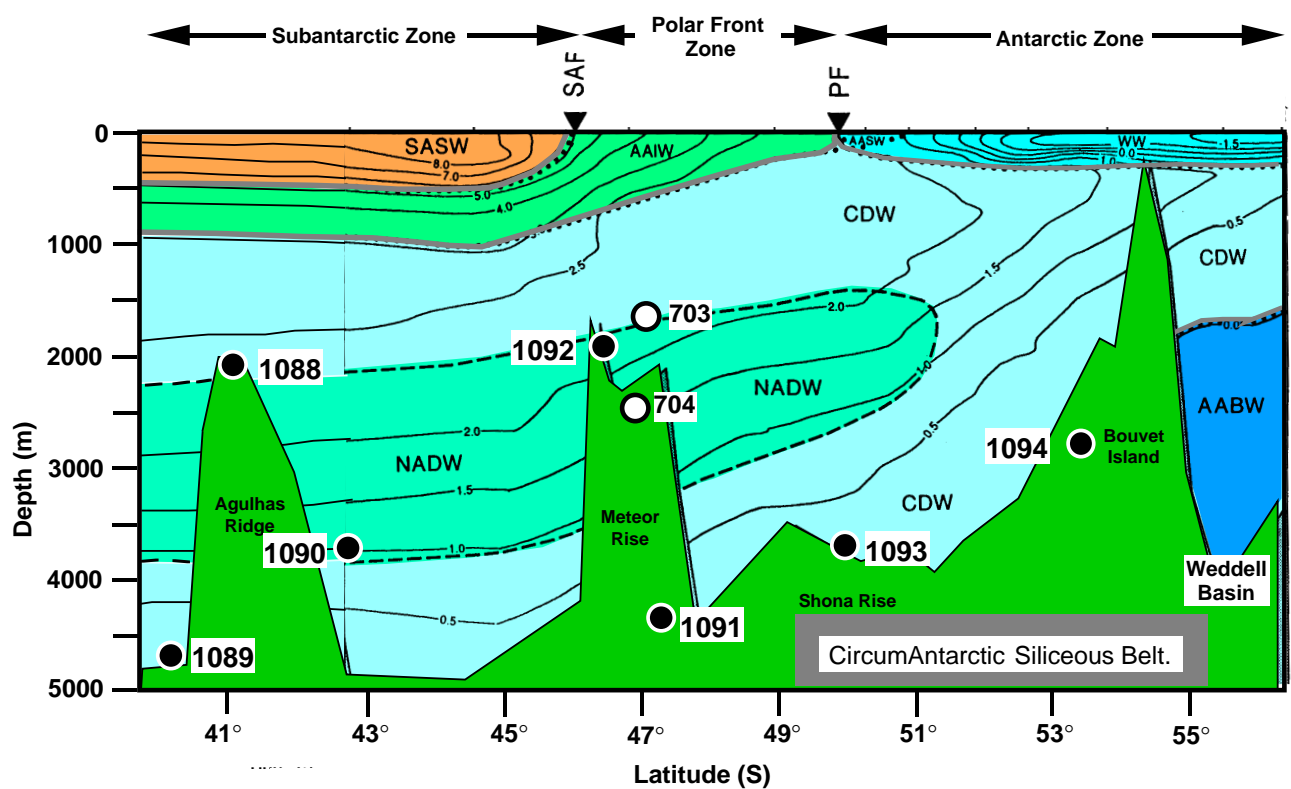 Subantarctic Zone
Polar Front
Zone
Antarctic Zone
SAF
PF
0
1000
2000
3000
4000
5000
Depth (m)
SASW
8.0
7.0
5.0
4.0
AAIW
AASW
WW
0.0
1.0
-1.5
CDW
2.5
1.5
0.5
CDW
703
1092
1088
2.0
1.0
0.0
704
NADW
AABW
2.0
NADW
1.5
0.5
1094
Bouvet
Island
Agulhas
Ridge
Meteor
Rise
CDW
1090
1.0
1093
Weddell
Basin
Shona Rise
0.5
1091
1089
CircumAntarctic Siliceous Belt.
41°
43°
45°
47°
49°
51°
53°
55°
Latitude (S)